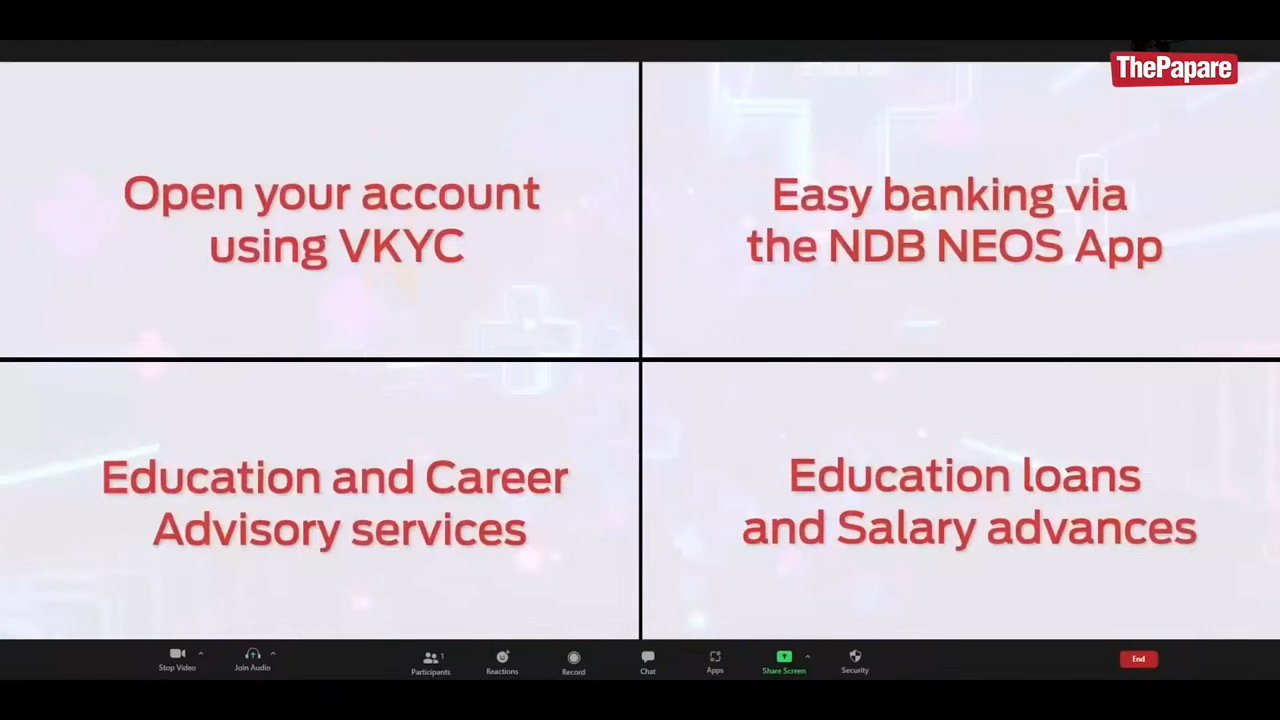 ThePapare
Open your account
using VKYC
Easy banking via
the NDB NEOS App
Education and Career
Advisory services
Education loans
and Salary advances
Stop Video
Join Audio
Participants
1
Reactions
Record
Chat
Apps
Share Screen
Security
End